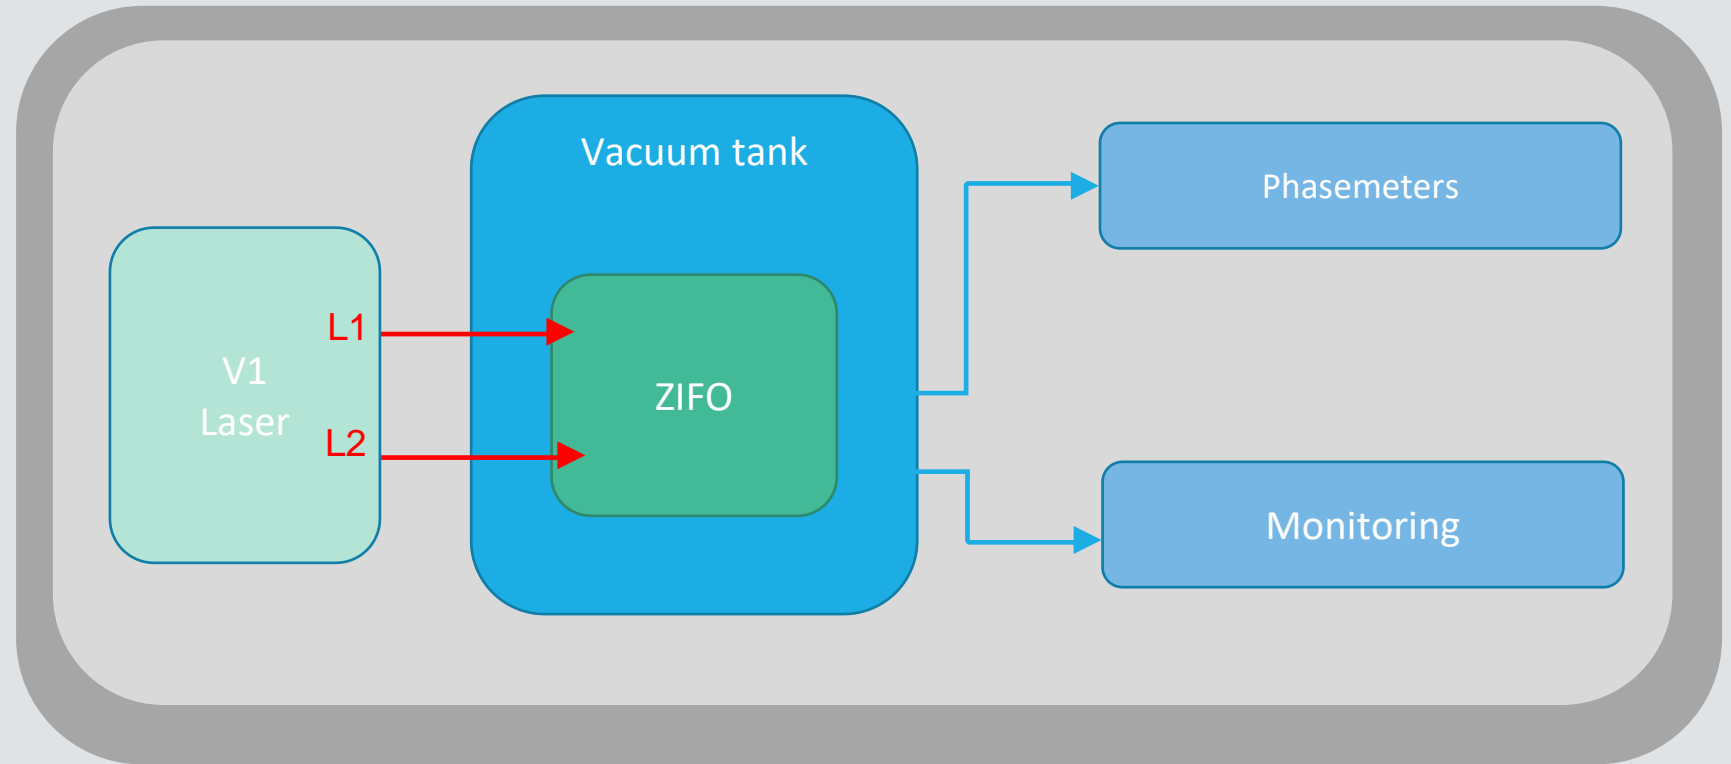 Vacuum tank
Phasemeters
L1
V1
Laser
L2
ZIFO
Monitoring